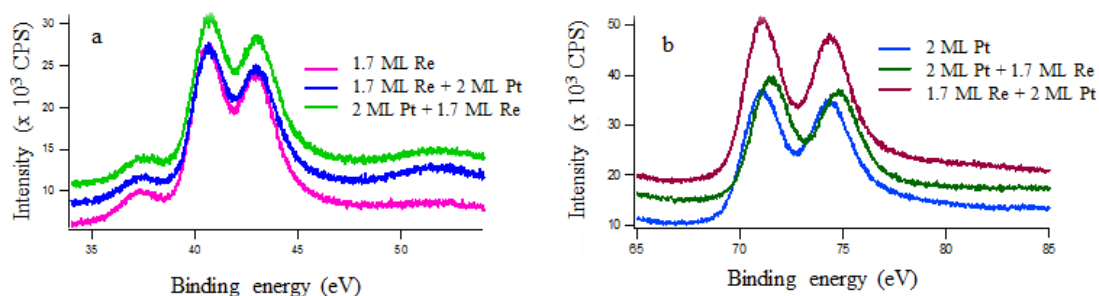 a
Intensity (x 10³ CPS)
30
25
20
15
10
35
40
45
50
Binding energy (eV)
1.7 ML Re
1.7 ML Re + 2 ML Pt
2 ML Pt + 1.7 ML Re
b
Intensity (x 10³ CPS)
50
40
30
20
10
65
70
75
80
85
Binding energy (eV)
2 ML Pt
2 ML Pt + 1.7 ML Re
1.7 ML Re + 2 ML Pt